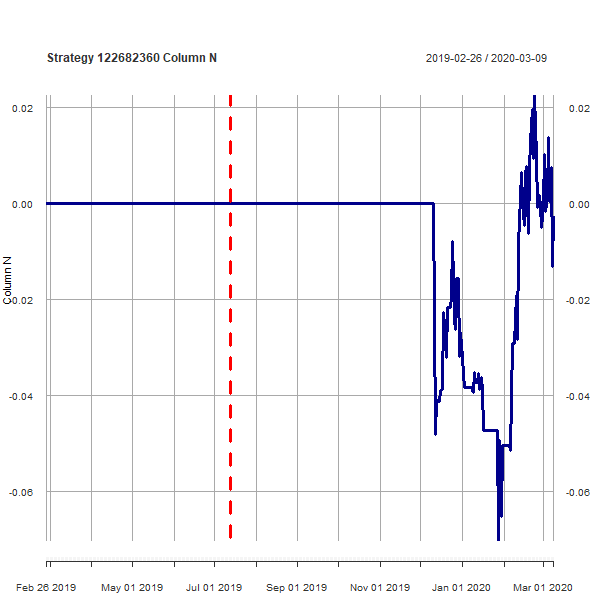 Strategy 122682360 Column N
2019-02-26 / 2020-03-09
0.02
0.00
-0.02
-0.04
-0.06
Column N
0.02
0.00
-0.02
-0.04
-0.06
Feb 26 2019
May 01 2019
Jul 01 2019
Sep 01 2019
Nov 01 2019
Jan 01 2020
Mar 01 2020